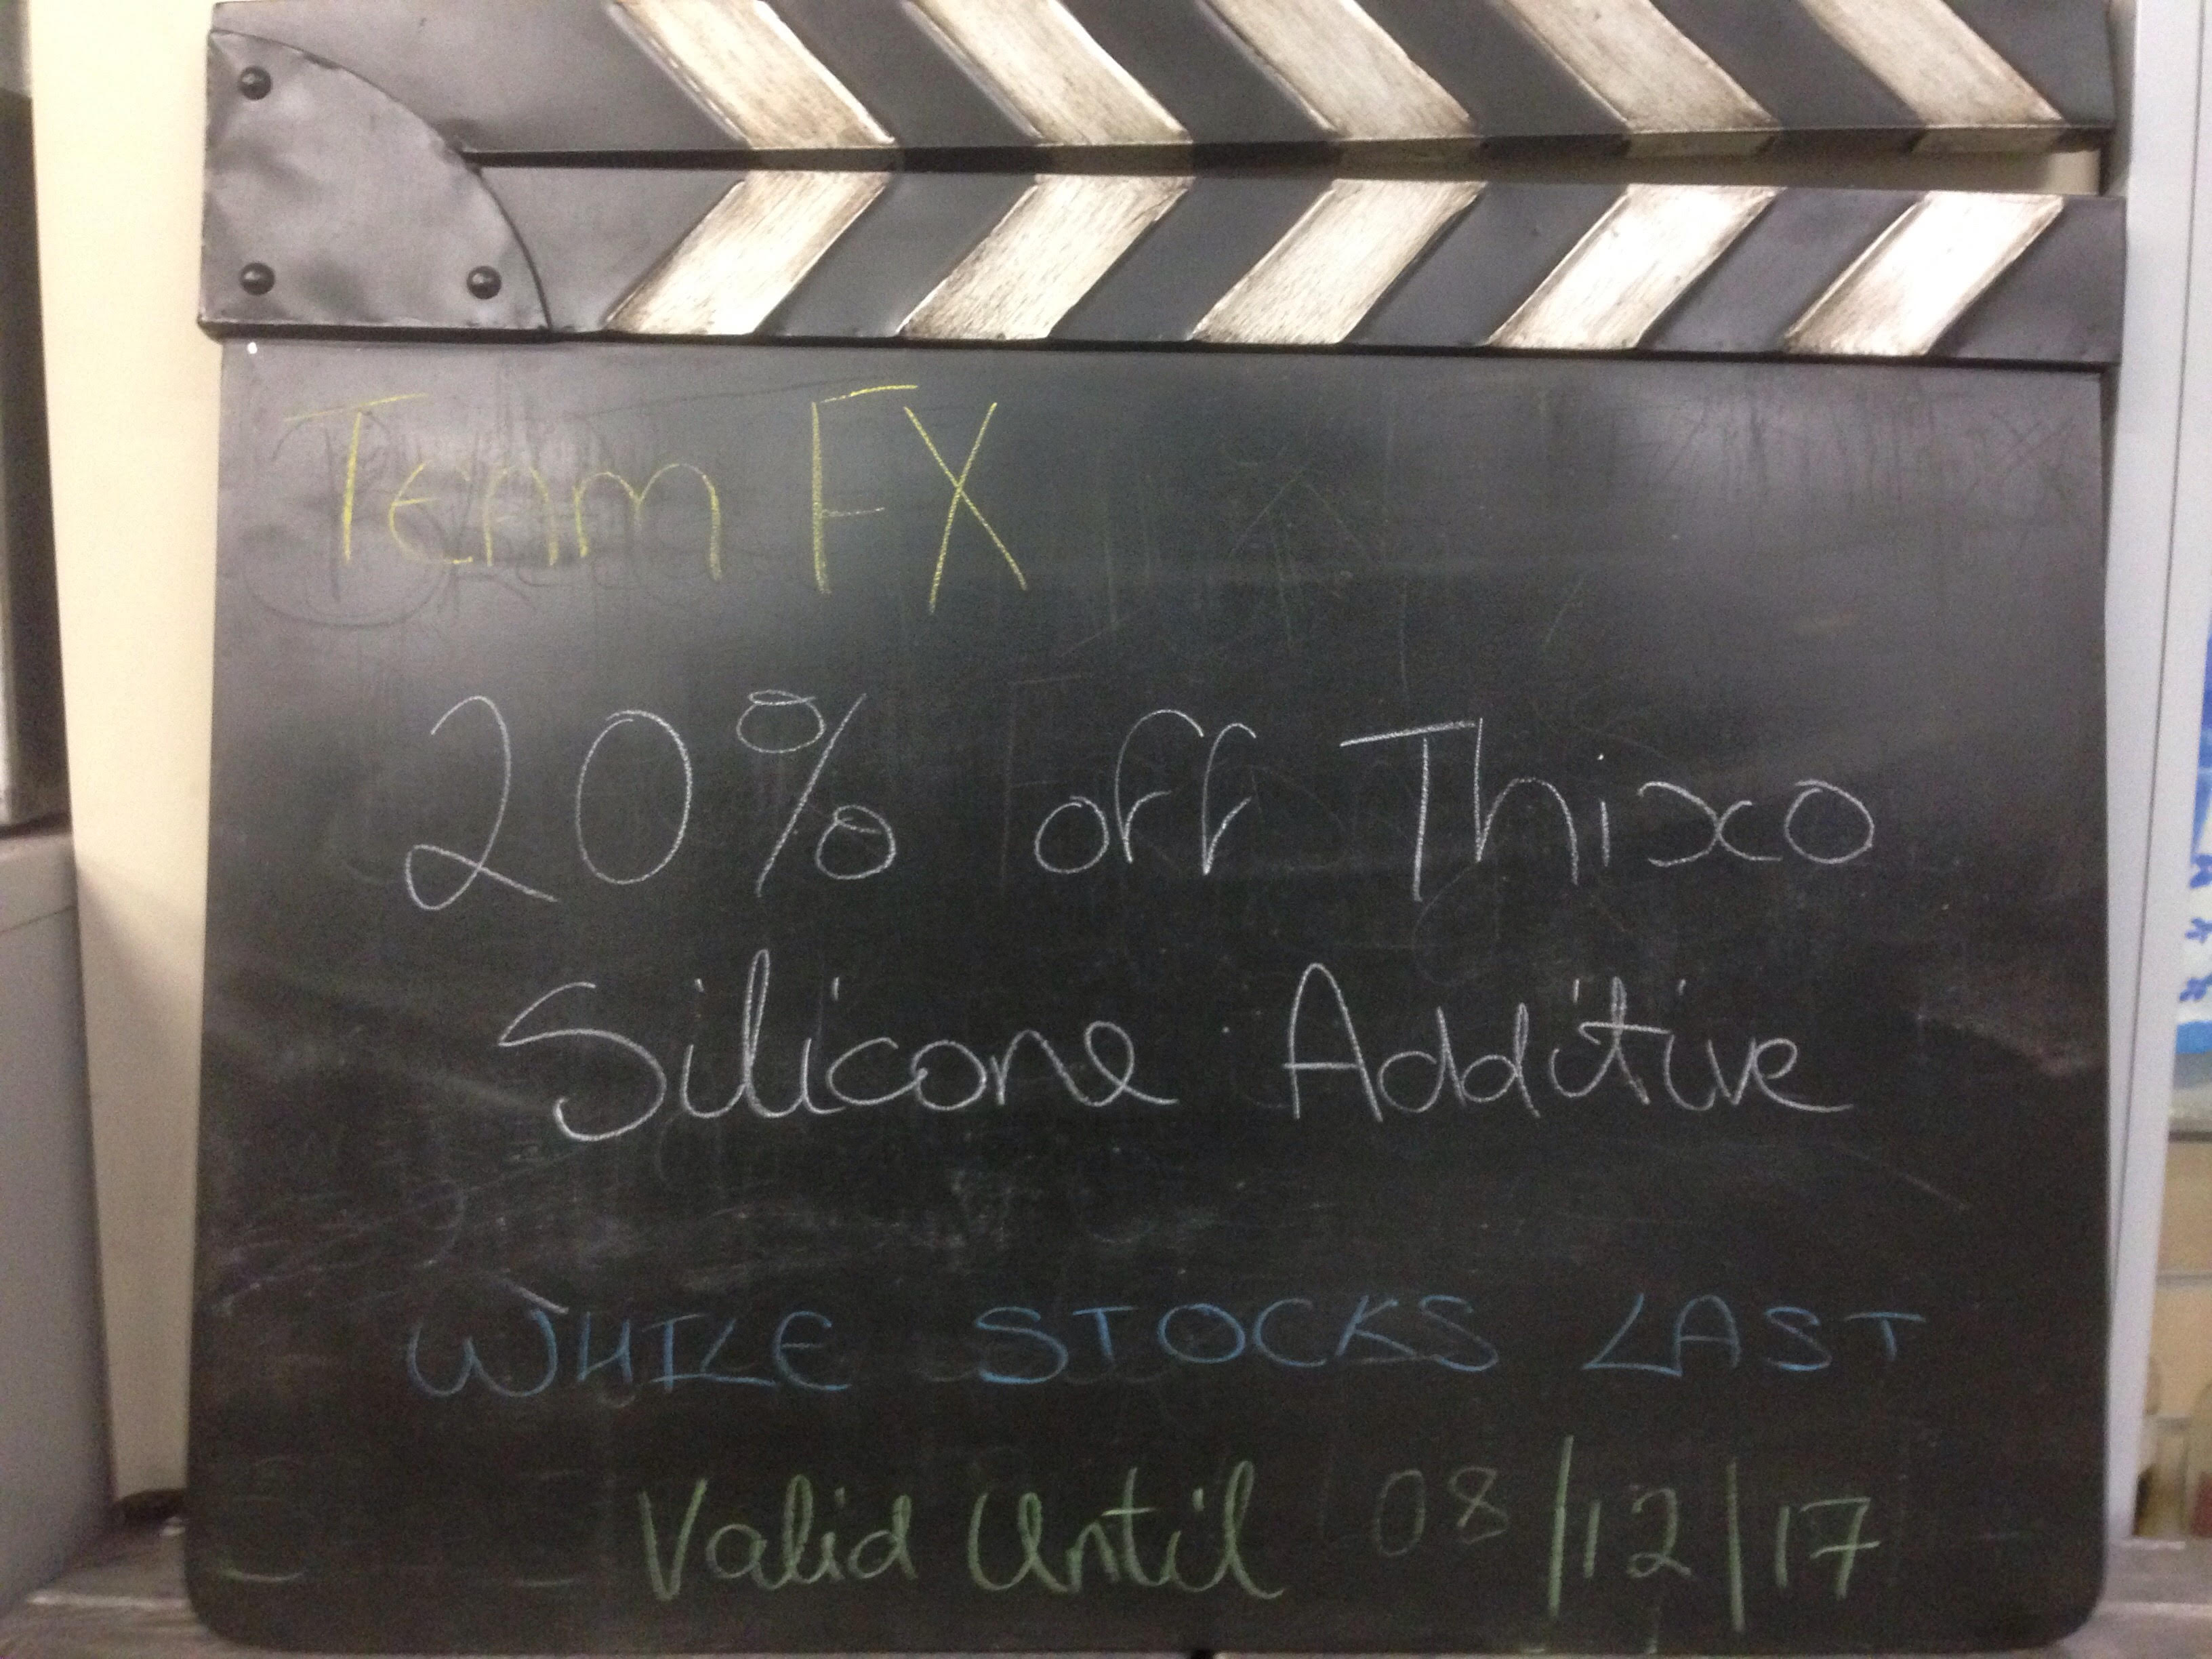 Team FX
20% off Thixo
Silicone Additive
WHILE STOCKS LAST
Valid Until 08/12/17